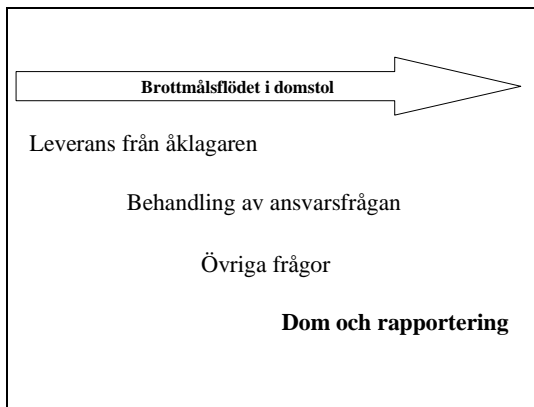 Brottmålsflödet i domstol
Leverans från åklagaren
Behandling av ansvarsfrågan
Övriga frågor
Dom och rapportering